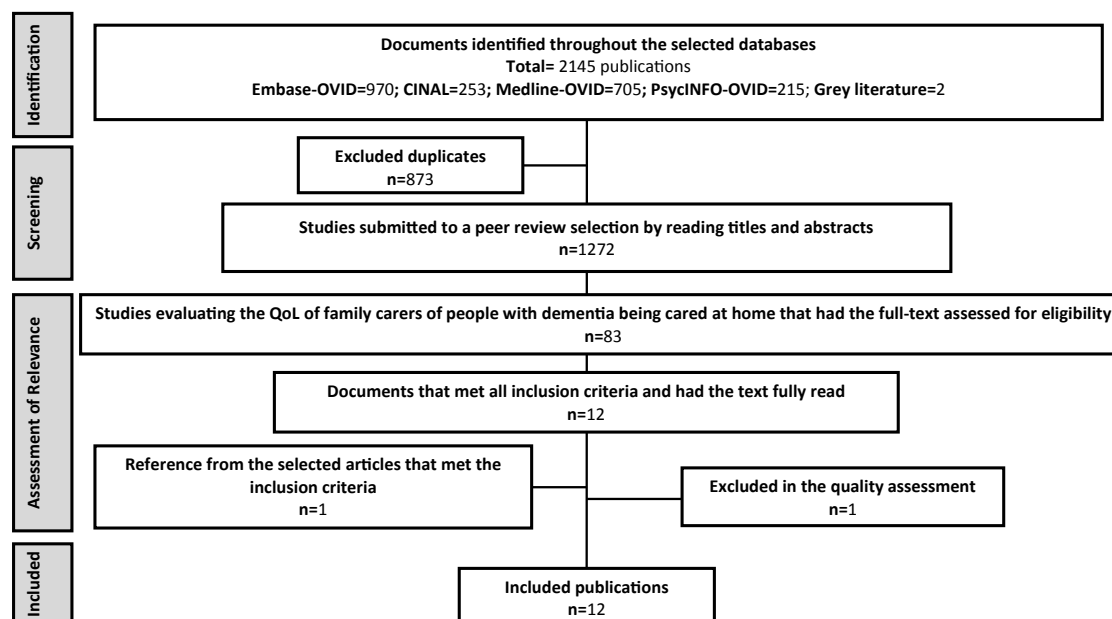 Identification
Documents identified throughout the selected databases
Total= 2145 publications
Embase-OVID=970; CINAL=253; Medline-OVID=705; PsycINFO-OVID=215; Grey literature=2
Screening
Excluded duplicates
n=873
Studies submitted to a peer review selection by reading titles and abstracts
n=1272
Assessment of Relevance
Studies evaluating the QoL of family carers of people with dementia being cared at home that had the full-text assessed for eligibility
n=83
Documents that met all inclusion criteria and had the text fully read
n=12
Reference from the selected articles that met the
inclusion criteria
n=1
Excluded in the quality assessment
n=1
Included
Included publications
n=12